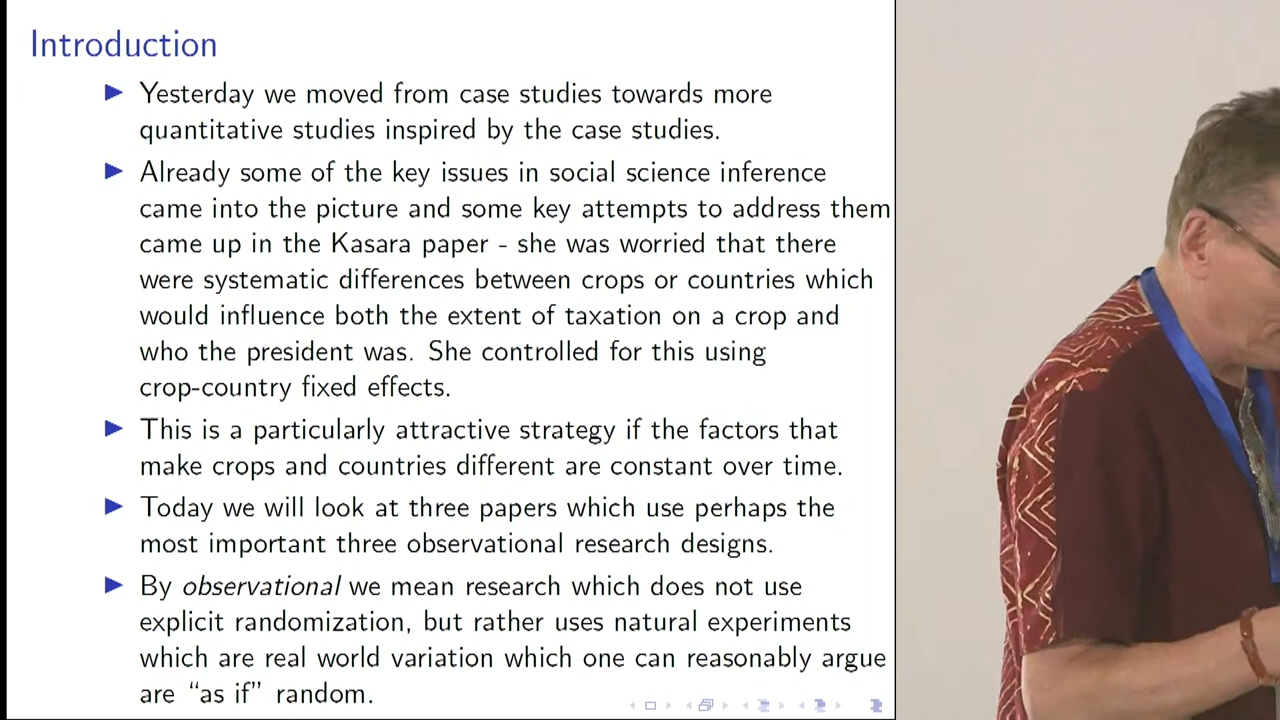 Introduction
Yesterday we moved from case studies towards more
quantitative studies inspired by the case studies.
Already some of the key issues in social science inference
came into the picture and some key attempts to address them
came up in the Kasara paper - she was worried that there
were systematic differences between crops or countries which
would influence both the extent of taxation on a crop and
who the president was. She controlled for this using
crop-country fixed effects.
This is a particularly attractive strategy if the factors that
make crops and countries different are constant over time.
Today we will look at three papers which use perhaps the
most important three observational research designs.
By observational we mean research which does not use
explicit randomization, but rather uses natural experiments
which are real world variation which one can reasonably argue
are “as if” random.